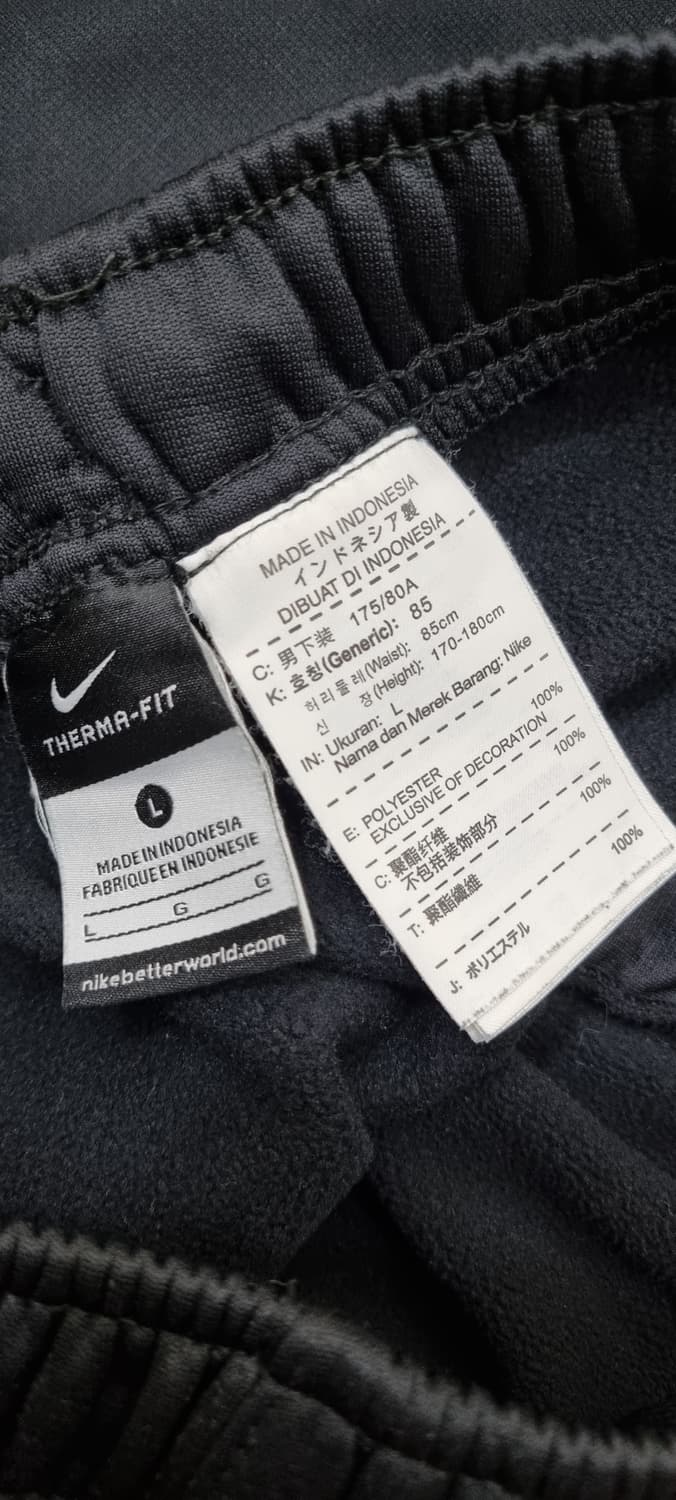 THERMA-FIT
L
MADE IN INDONESIA
FABRIQUE EN INDONESIE
L G G
nikebetterworld.com
MADE IN INDONESIA
インドネシア製
DIBUAT DI INDONESIA
C: 男下装 175/80A
K: 호칭(Generic): 85
허리둘레(Waist): 85cm
신 장(Height): 170-180cm
IN: Ukuran: L
Nama dan Merek Barang: Nike
E: POLYESTER 100%
EXCLUSIVE OF DECORATION
C: 聚酯纤维 100%
不包括装饰部分
T: 聚酯纖維 100%
J: ポリエステル 100%